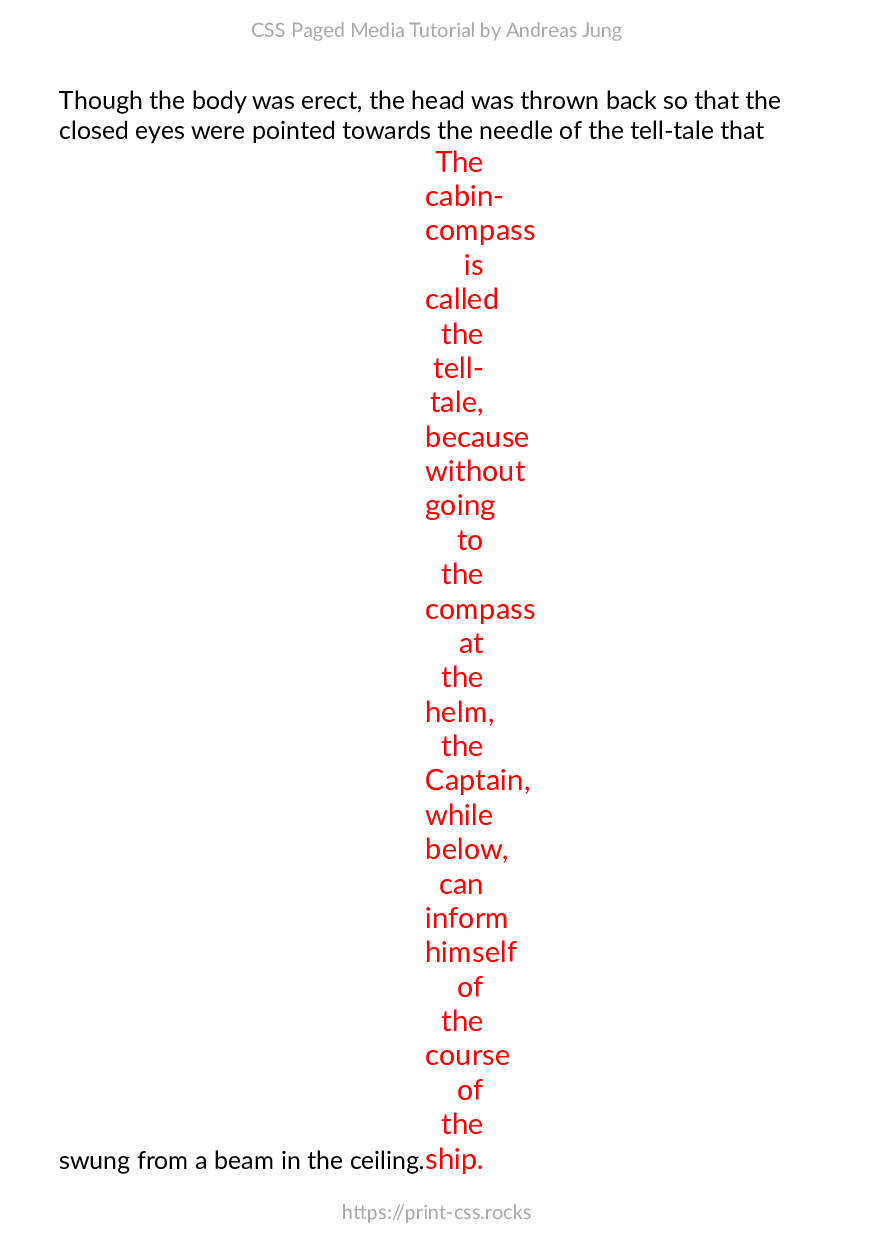 CSS Paged Media Tutorial by Andreas Jung
Though the body was erect, the head was thrown back so that the
closed eyes were pointed towards the needle of the tell-tale that
The
cabin-
compass
is
called
the
tell-
tale,
because
without
going
to
the
compass
at
the
helm,
the
Captain,
while
below,
can
inform
himself
of
the
course
of
the
swung from a beam in the ceiling.ship.
https://print-css.rocks